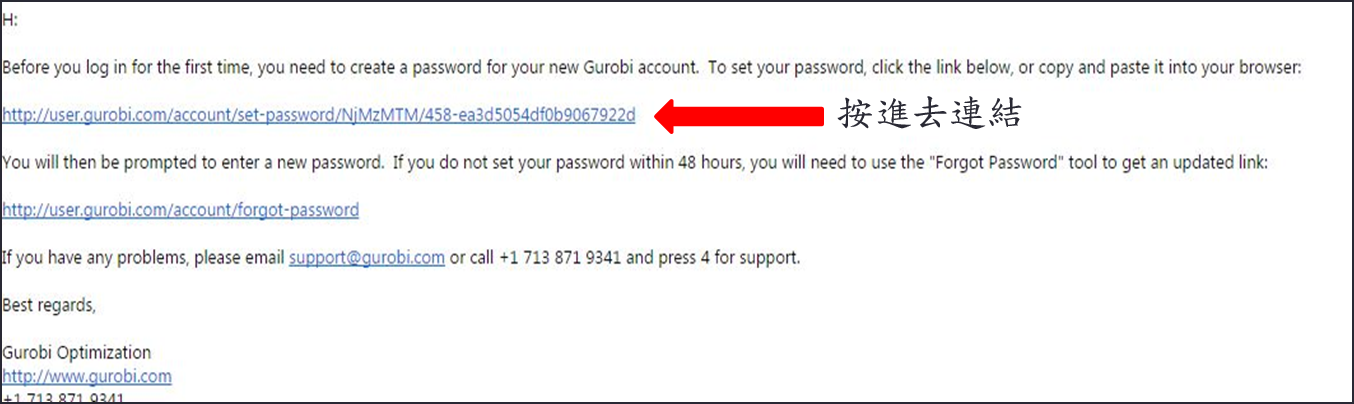 H:
Before you log in for the first time, you need to create a password for your new Gurobi account.  To set your password, click the link below, or copy and paste it into your browser:
http://user.gurobi.com/account/set-password/NjMzMTM/458-ea3d5054df0b9067922d
按進去連結
You will then be prompted to enter a new password.  If you do not set your password within 48 hours, you will need to use the "Forgot Password" tool to get an updated link:
http://user.gurobi.com/account/forgot-password
If you have any problems, please email support@gurobi.com or call +1 713 871 9341 and press 4 for support.
Best regards,
Gurobi Optimization
http://www.gurobi.com
+1 713 871 9341